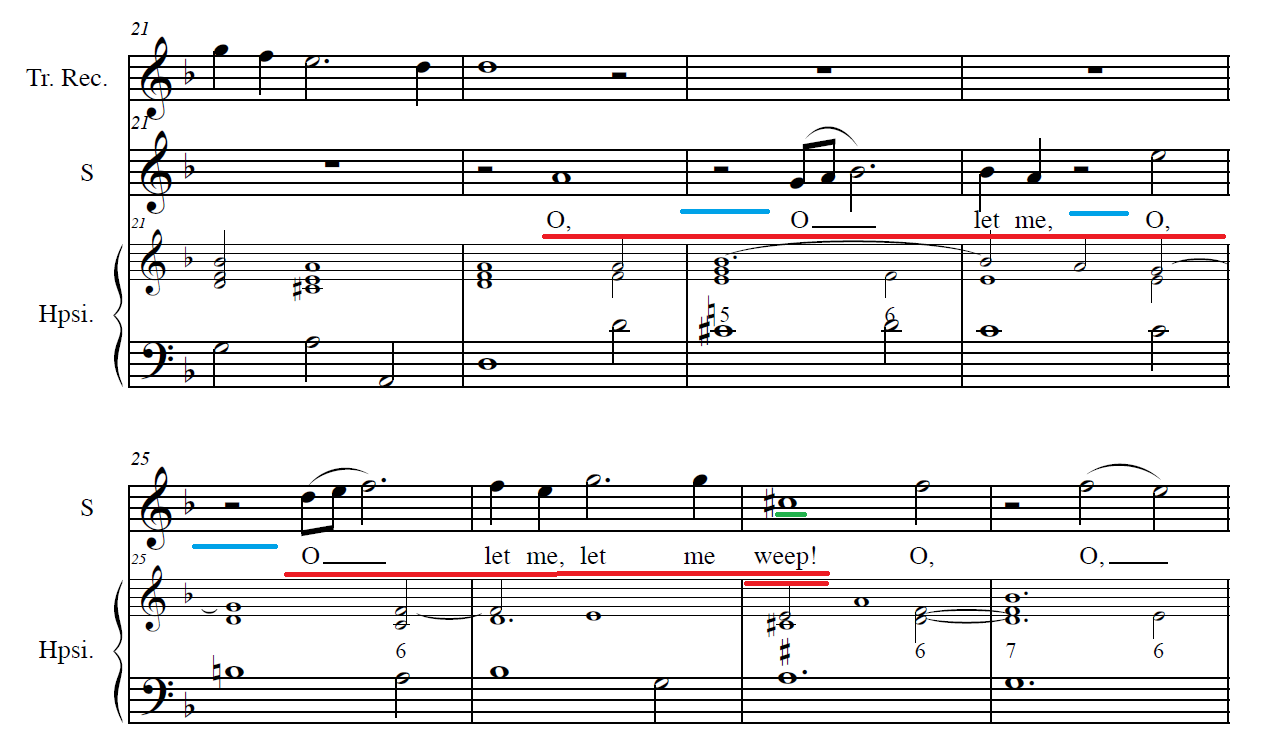 21
Tr. Rec.
21
S
O, O let me, O,
21
Hpsi.
5 6
25
S
O let me, let me weep! O, O,
25
Hpsi.
6 6 7 6